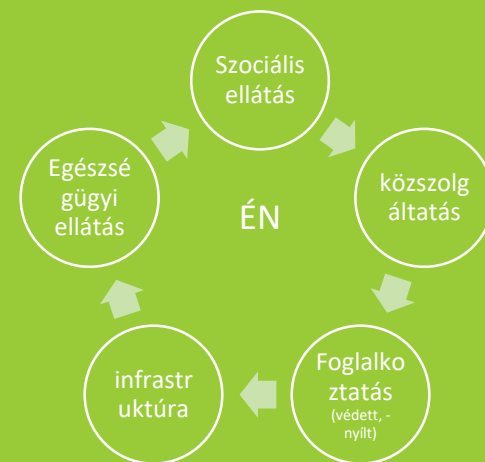 Szociális
ellátás
Egészsé
gügyi
ellátás
ÉN
közszolg
áltatás
infrastr
uktúra
Foglalko
ztatás
(védett, -
nyílt)